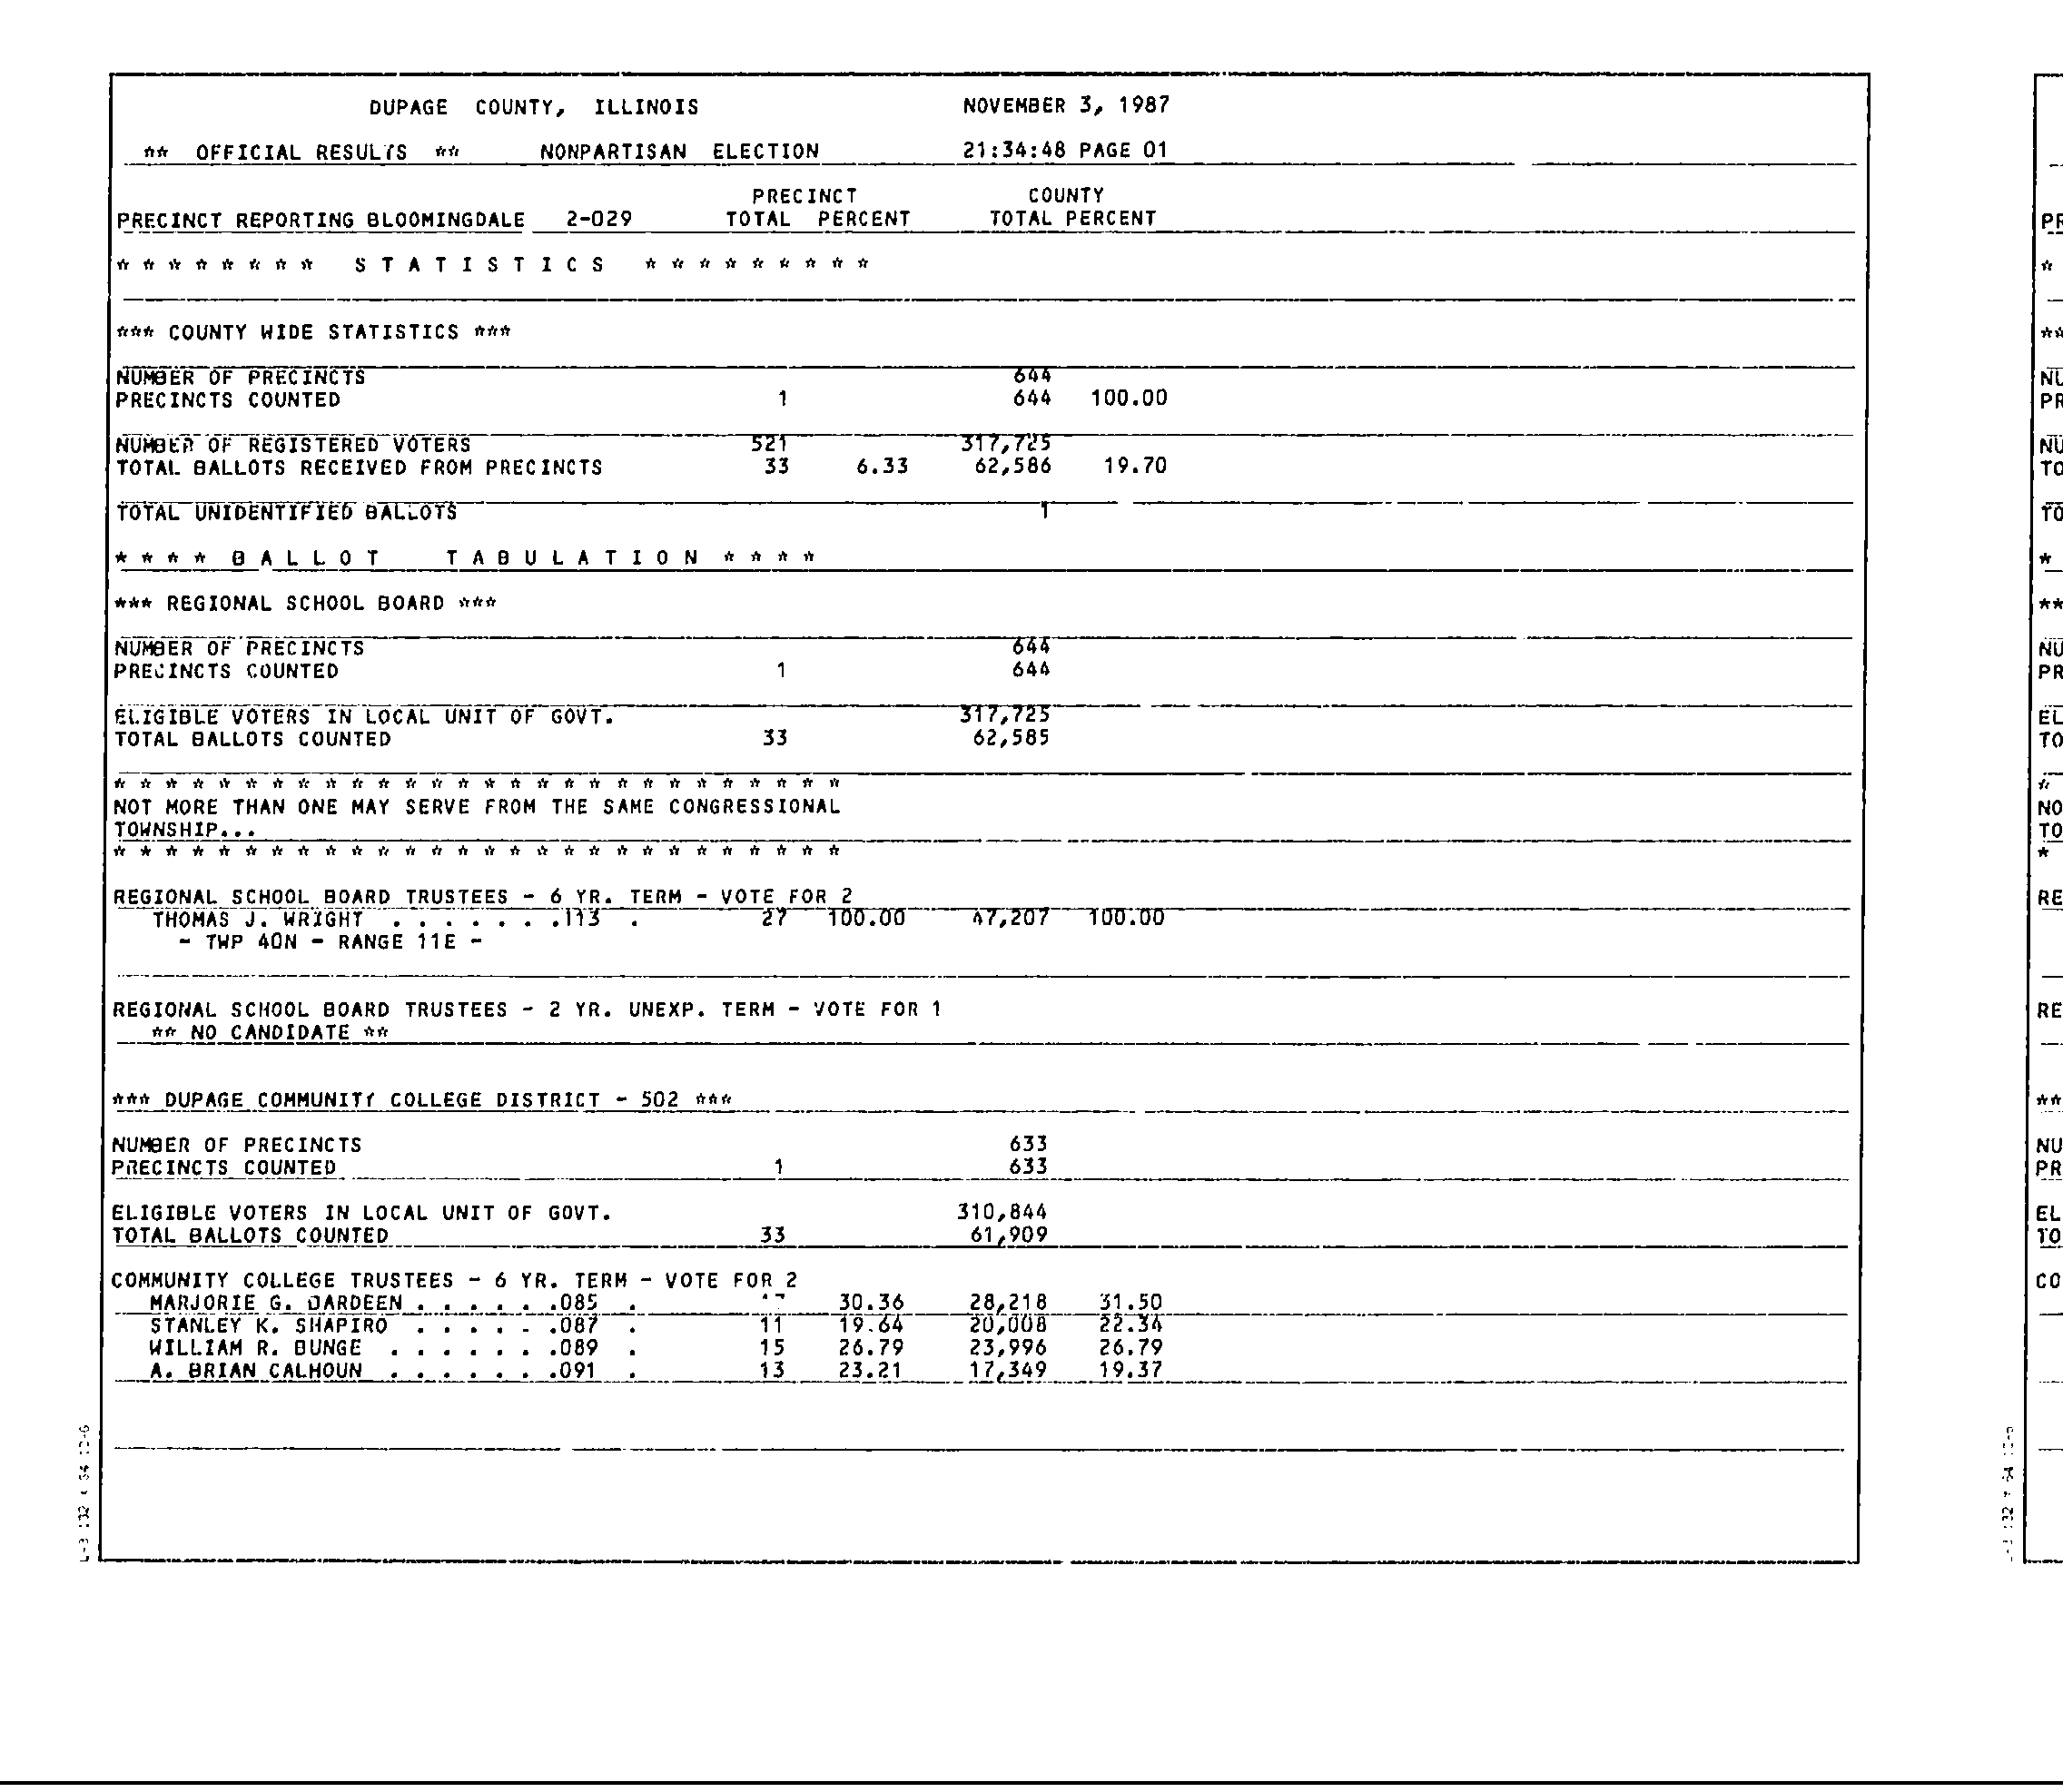 DUPAGE COUNTY, ILLINOIS NOVEMBER 3, 1987
** OFFICIAL RESULTS ** NONPARTISAN ELECTION 21:34:48 PAGE 01
PRECINCT COUNTY
PRECINCT REPORTING BLOOMINGDALE 2-029 TOTAL PERCENT TOTAL PERCENT
* * * * * * * * S T A T I S T I C S * * * * * * * * *
*** COUNTY WIDE STATISTICS ***
NUMBER OF PRECINCTS 644
PRECINCTS COUNTED 1 644 100.00
NUMBER OF REGISTERED VOTERS 521 317,725
TOTAL BALLOTS RECEIVED FROM PRECINCTS 33 6.33 62,586 19.70
TOTAL UNIDENTIFIED BALLOTS 1
* * * * B A L L O T T A B U L A T I O N * * * *
*** REGIONAL SCHOOL BOARD ***
NUMBER OF PRECINCTS 644
PRECINCTS COUNTED 1 644
ELIGIBLE VOTERS IN LOCAL UNIT OF GOVT. 317,725
TOTAL BALLOTS COUNTED 33 62,585
* * * * * * * * * * * * * * * * * * * * * * * * * * * *
NOT MORE THAN ONE MAY SERVE FROM THE SAME CONGRESSIONAL
TOWNSHIP...
* * * * * * * * * * * * * * * * * * * * * * * * * * * *
REGIONAL SCHOOL BOARD TRUSTEES - 6 YR. TERM - VOTE FOR 2
THOMAS J. WRIGHT . . . . . . .113 . 27 100.00 47,207 100.00
- TWP 40N - RANGE 11E -
REGIONAL SCHOOL BOARD TRUSTEES - 2 YR. UNEXP. TERM - VOTE FOR 1
** NO CANDIDATE **
*** DUPAGE COMMUNITY COLLEGE DISTRICT - 502 ***
NUMBER OF PRECINCTS 633
PRECINCTS COUNTED 1 633
ELIGIBLE VOTERS IN LOCAL UNIT OF GOVT. 310,844
TOTAL BALLOTS COUNTED 33 61,909
COMMUNITY COLLEGE TRUSTEES - 6 YR. TERM - VOTE FOR 2
MARJORIE G. DARDEEN . . . . . .085 . 30.36 28,218 31.50
STANLEY K. SHAPIRO . . . . . .087 . 11 19.64 20,008 22.34
WILLIAM R. BUNGE . . . . . . .089 . 15 26.79 23,996 26.79
A. BRIAN CALHOUN . . . . . . .091 . 13 23.21 17,349 19.37